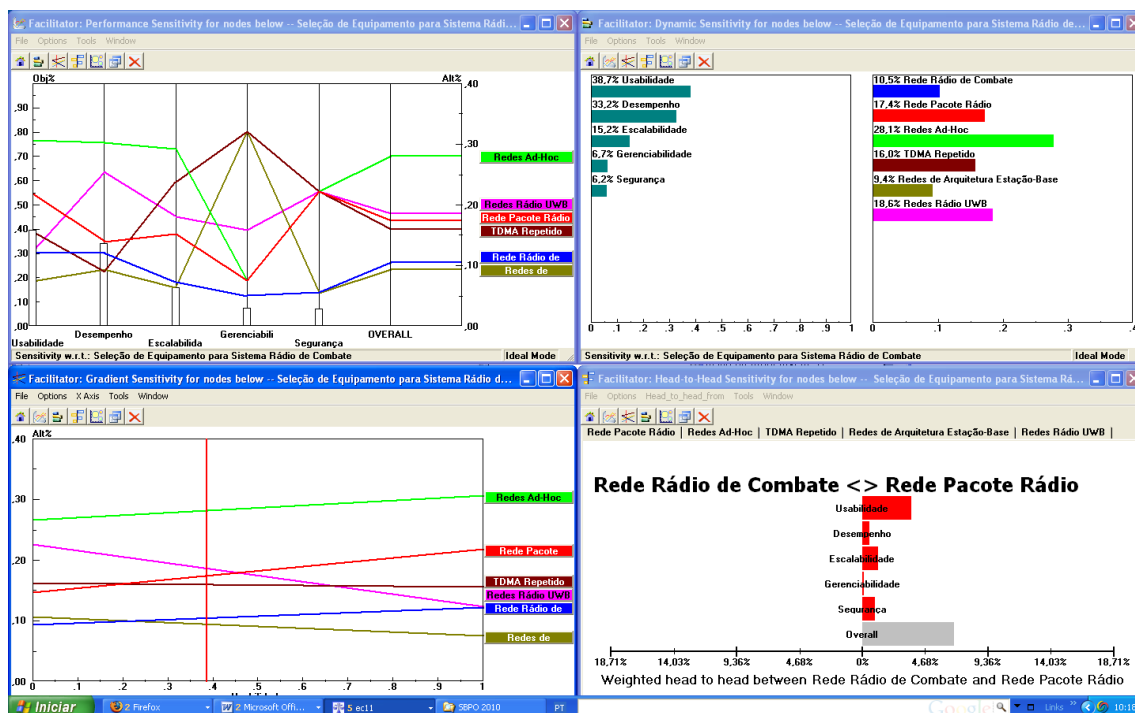 Facilitator: Performance Sensitivity for nodes below -- Seleção de Equipamento para Sistema Rádi...
File Options Tools Window
Obj% Alt%
,90
,80
,70
,60
,50
,40
,30
,20
,10
,00
,40
,30
,20
,10
,00
Redes Ad-Hoc
Redes Rádio UWB
Rede Pacote Rádio
TDMA Repetido
Rede Rádio de
Redes de
Usabilidade Desempenho Escalabilida Gerenciabili Segurança OVERALL
Sensitivity w.r.t.: Seleção de Equipamento para Sistema Rádio de Combate Ideal Mode
Facilitator: Dynamic Sensitivity for nodes below -- Seleção de Equipamento para Sistema Rádio de...
File Options Tools Window
38,7% Usabilidade
33,2% Desempenho
15,2% Escalabilidade
6,7% Gerenciabilidade
6,2% Segurança
0 .1 .2 .3 .4 .5 .6 .7 .8 .9 1
10,5% Rede Rádio de Combate
17,4% Rede Pacote Rádio
28,1% Redes Ad-Hoc
16,0% TDMA Repetido
9,4% Redes de Arquitetura Estação-Base
18,6% Redes Rádio UWB
0 .1 .2 .3 .4
Sensitivity w.r.t.: Seleção de Equipamento para Sistema Rádio de Combate Ideal Mode
Facilitator: Gradient Sensitivity for nodes below -- Seleção de Equipamento para Sistema Rádio d...
File Options X Axis Tools Window
Alt%
,40
,30
,20
,10
,00
Redes Ad-Hoc
Rede Pacote
TDMA Repetido
Redes Rádio UWB
Rede Rádio de
Redes de
0 .1 .2 .3 .4 .5 .6 .7 .8 .9 1
Facilitator: Head-to-Head Sensitivity for nodes below -- Seleção de Equipamento para Sistema Rá...
File Options Head_to_head_from Tools Window
Rede Pacote Rádio | Redes Ad-Hoc | TDMA Repetido | Redes de Arquitetura Estação-Base | Redes Rádio UWB |
Rede Rádio de Combate <> Rede Pacote Rádio
Usabilidade
Desempenho
Escalabilidade
Gerenciabilidade
Segurança
Overall
18,71% 14,03% 9,36% 4,68% 0% 4,68% 9,36% 14,03% 18,71%
Weighted head to head between Rede Rádio de Combate and Rede Pacote Rádio
Iniciar 2 Firefox 2 Microsoft Offi... 5 ec11 SBPO 2010 PT Google Links 10:18